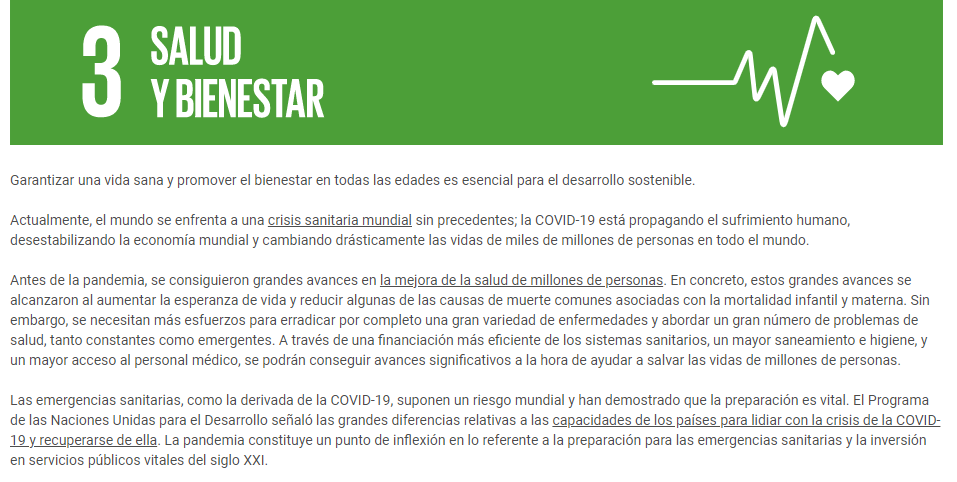 3
SALUD
Y BIENESTAR
Garantizar una vida sana y promover el bienestar en todas las edades es esencial para el desarrollo sostenible.
Actualmente, el mundo se enfrenta a una crisis sanitaria mundial sin precedentes; la COVID-19 está propagando el sufrimiento humano,
desestabilizando la economía mundial y cambiando drásticamente las vidas de miles de millones de personas en todo el mundo.
Antes de la pandemia, se consiguieron grandes avances en la mejora de la salud de millones de personas. En concreto, estos grandes avances se
alcanzaron al aumentar la esperanza de vida y reducir algunas de las causas de muerte comunes asociadas con la mortalidad infantil y materna. Sin
embargo, se necesitan más esfuerzos para erradicar por completo una gran variedad de enfermedades y abordar un gran número de problemas de
salud, tanto constantes como emergentes. A través de una financiación más eficiente de los sistemas sanitarios, un mayor saneamiento e higiene, y
un mayor acceso al personal médico, se podrán conseguir avances significativos a la hora de ayudar a salvar las vidas de millones de personas.
Las emergencias sanitarias, como la derivada de la COVID-19, suponen un riesgo mundial y han demostrado que la preparación es vital. El Programa
de las Naciones Unidas para el Desarrollo señaló las grandes diferencias relativas a las capacidades de los países para lidiar con la crisis de la COVID-
19 y recuperarse de ella. La pandemia constituye un punto de inflexión en lo referente a la preparación para las emergencias sanitarias y la inversión
en servicios públicos vitales del siglo XXI.